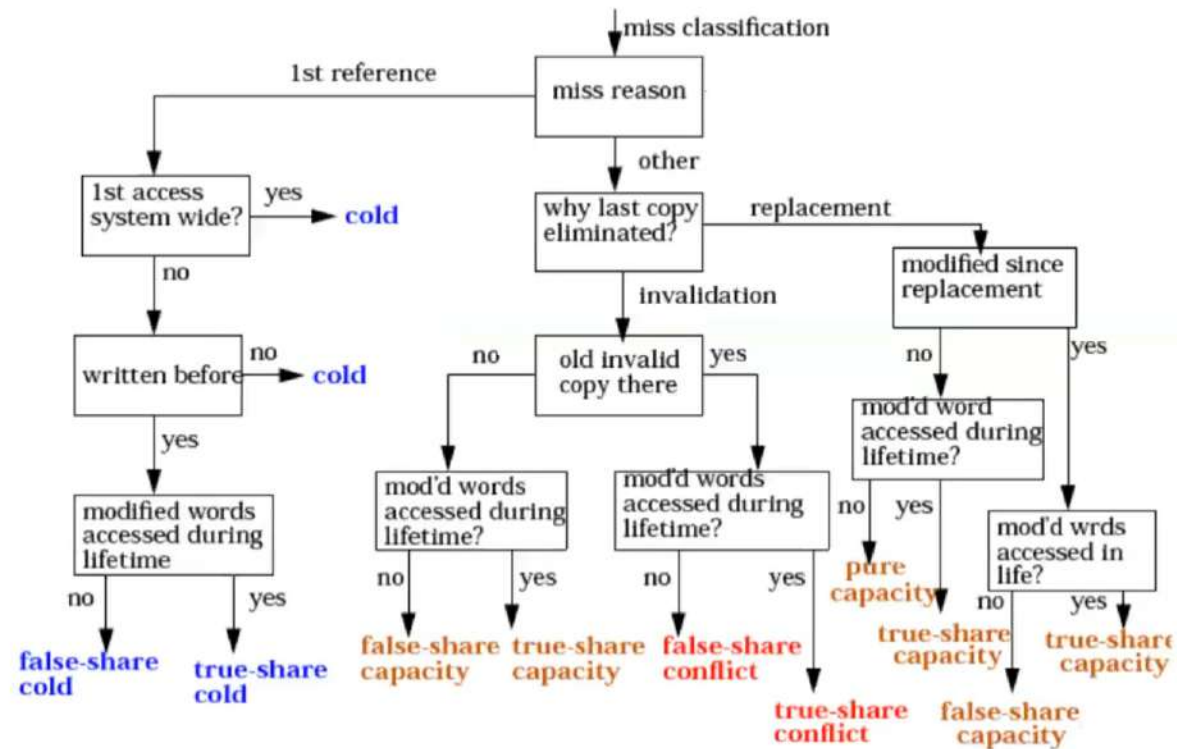 miss classification
1st reference
miss reason
other
1st access
system wide?
yes
cold
why last copy
eliminated?
replacement
no
invalidation
modified since
replacement
written before
no
cold
no
old invalid
copy there
yes
no
yes
yes
mod'd word
accessed during
lifetime?
modified words
accessed during
lifetime
mod'd words
accessed during
lifetime?
mod'd words
accessed during
lifetime?
no
yes
mod'd wrds
accessed in
life?
no
yes
no
yes
no
yes
pure
capacity
no
yes
false-share
cold
true-share
cold
false-share
capacity
true-share
capacity
false-share
conflict
true-share
capacity
true-share
capacity
true-share
conflict
false-share
capacity